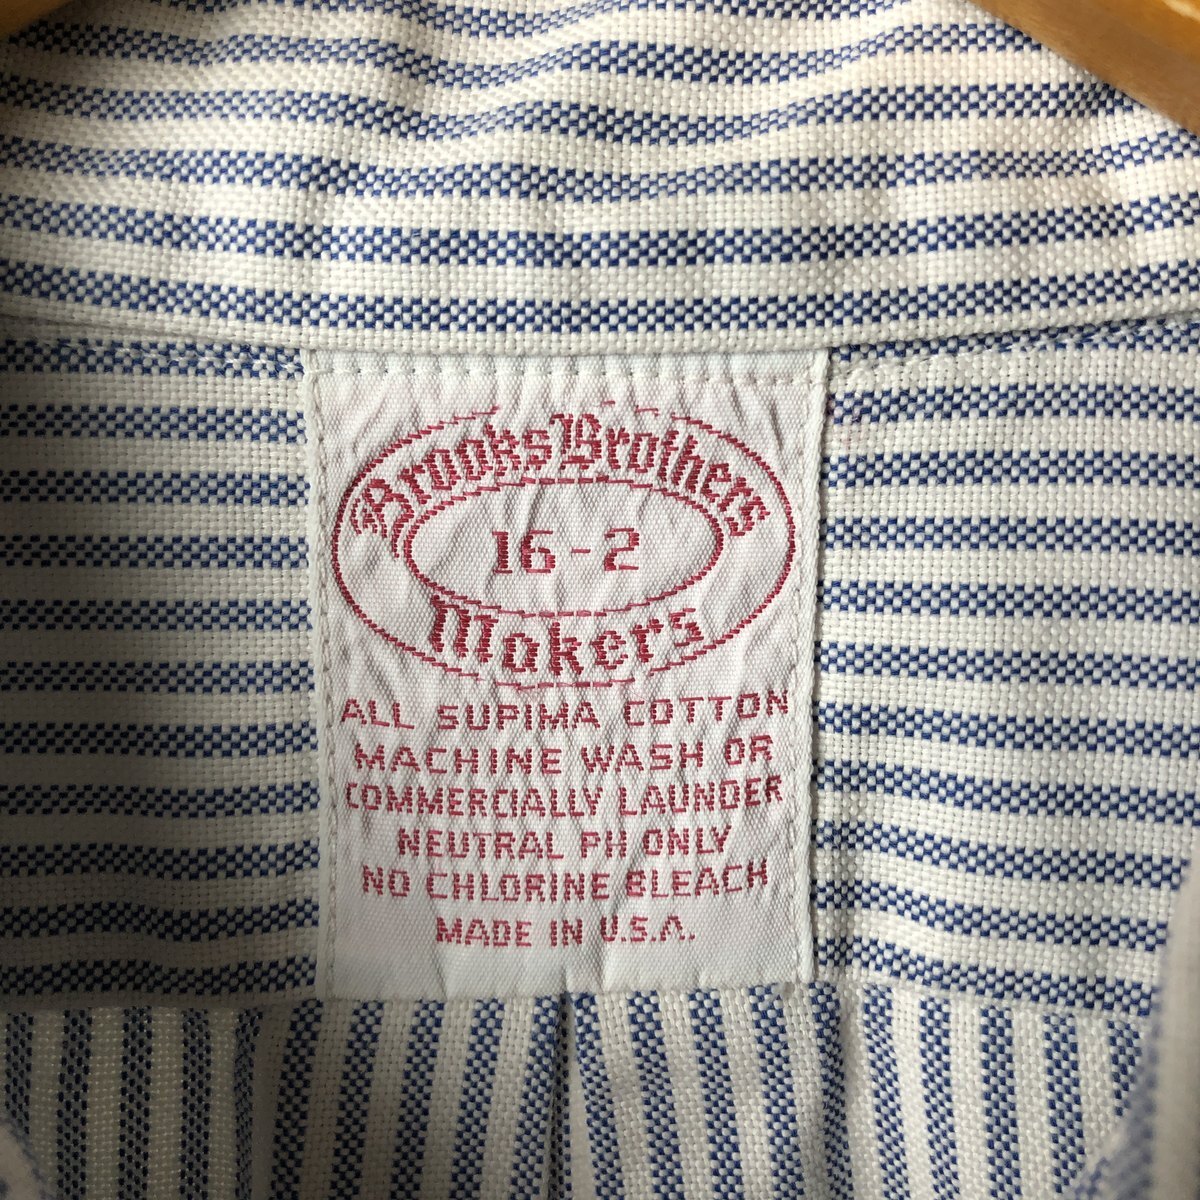 Brooks Brothers
16-2
Makers
ALL SUPIMA COTTON
MACHINE WASH OR
COMMERCIALLY LAUNDER
NEUTRAL PH ONLY
NO CHLORINE BLEACH
MADE IN U.S.A.